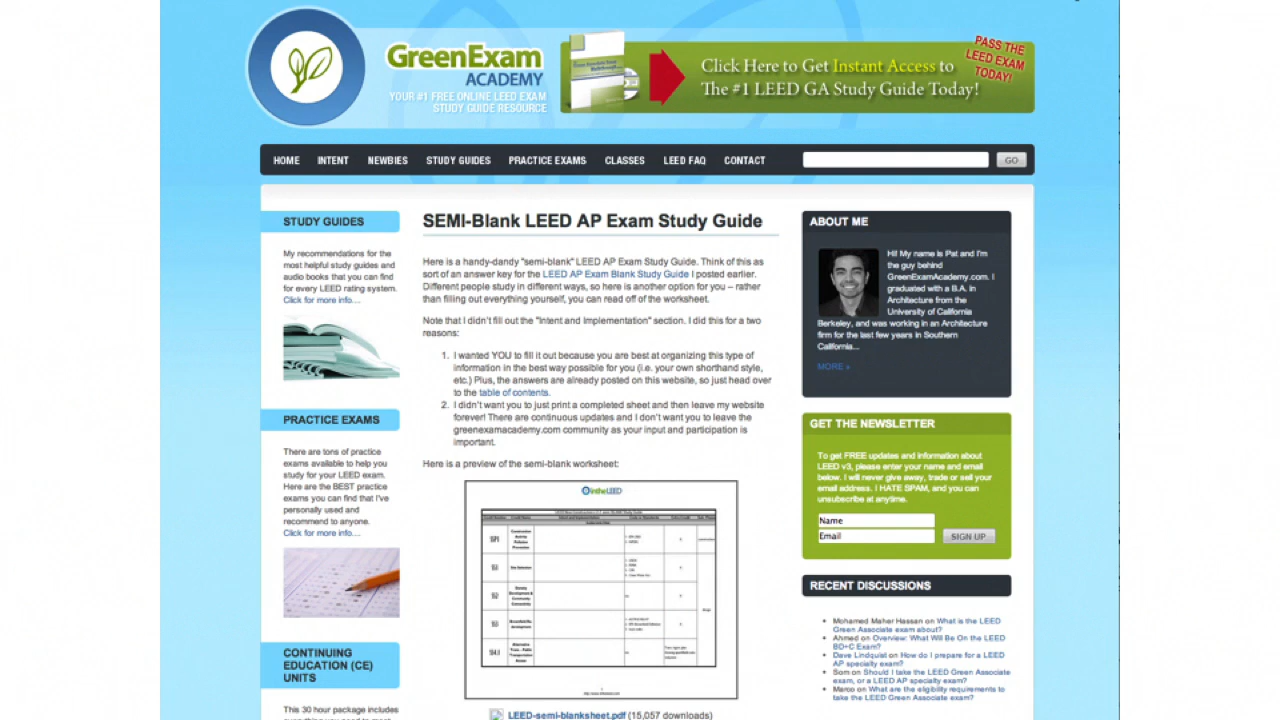 GreenExam
ACADEMY
YOUR #1 FREE ONLINE LEED EXAM
STUDY GUIDE RESOURCE
Click Here to Get Instant Access to
The #1 LEED GA Study Guide Today!
PASS THE
LEED EXAM
TODAY!
HOME INTENT NEWBIES STUDY GUIDES PRACTICE EXAMS CLASSES LEED FAQ CONTACT GO
STUDY GUIDES
My recommendations for the
most helpful study guides and
audio books that you can find
for every LEED rating system.
Click for more info....
PRACTICE EXAMS
There are tons of practice
exams available to help you
study for your LEED exam.
Here are the BEST practice
exams you can find that I've
personally used and
recommend to anyone.
Click for more info....
CONTINUING
EDUCATION (CE)
UNITS
This 30 hour package includes
everything you need to meet
SEMI-Blank LEED AP Exam Study Guide
Here is a handy-dandy "semi-blank" LEED AP Exam Study Guide. Think of this as
sort of an answer key for the LEED AP Exam Blank Study Guide I posted earlier.
Different people study in different ways, so here is another option for you – rather
than filling out everything yourself, you can read off of the worksheet.
Note that I didn't fill out the "Intent and Implementation" section. I did this for a two
reasons:
1. I wanted YOU to fill it out because you are best at organizing this type of
information in the best way possible for you (i.e. your own shorthand style,
etc.) Plus, the answers are already posted on this website, so just head over
to the table of contents.
2. I didn't want you to just print a completed sheet and then leave my website
forever! There are continuous updates and I don't want you to leave the
greenexamacademy.com community as your input and participation is
important.
Here is a preview of the semi-blank worksheet:
intheLEED
Construction
Activity
Pollution
Prevention
Site Selection
LEED-semi-blanksheet.pdf (15,057 downloads)
ABOUT ME
Hi! My name is Pat and I'm
the guy behind
GreenExamAcademy.com. I
graduated with a B.A. in
Architecture from the
University of California
Berkeley, and was working in an Architecture
firm for the last few years in Southern
California...
MORE »
GET THE NEWSLETTER
To get FREE updates and information about
LEED v3, please enter your name and email
below. I will never give away, trade or sell your
email address. I HATE SPAM, and you can
unsubscribe at anytime.
Name
Email
SIGN UP
RECENT DISCUSSIONS
Mohamed Maher Hassan on What is the LEED
Green Associate exam about?
Ahmed on Overview: What Will Be On the LEED
BD+C Exam?
Dave Lindquist on How do I prepare for a LEED
AP specialty exam?
Som on Should I take the LEED Green Associate
exam, or a LEED AP specialty exam?
Marco on What are the eligibility requirements to
take the LEED Green Associate exam?